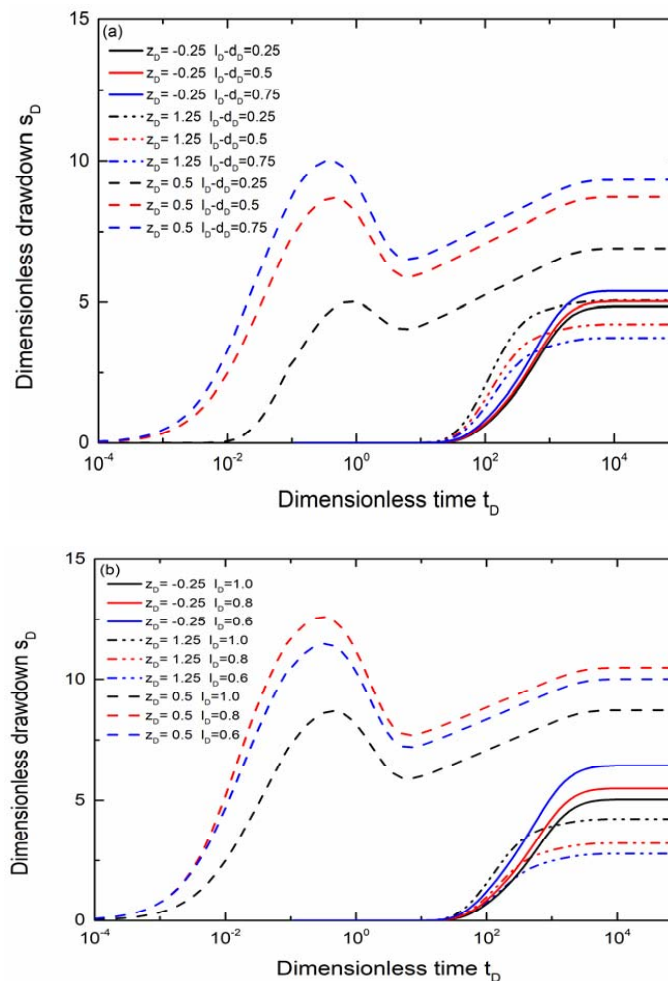 15
(a)
z_D= -0.25 l_D-d_D=0.25
z_D= -0.25 l_D-d_D=0.5
z_D= -0.25 l_D-d_D=0.75
z_D= 1.25 l_D-d_D=0.25
z_D= 1.25 l_D-d_D=0.5
z_D= 1.25 l_D-d_D=0.75
z_D= 0.5 l_D-d_D=0.25
z_D= 0.5 l_D-d_D=0.5
z_D= 0.5 l_D-d_D=0.75
10
5
0
Dimensionless drawdown s_D
10^-4 10^-2 10^0 10^2 10^4
Dimensionless time t_D
15
(b)
z_D= -0.25 l_D=1.0
z_D= -0.25 l_D=0.8
z_D= -0.25 l_D=0.6
z_D= 1.25 l_D=1.0
z_D= 1.25 l_D=0.8
z_D= 1.25 l_D=0.6
z_D= 0.5 l_D=1.0
z_D= 0.5 l_D=0.8
z_D= 0.5 l_D=0.6
10
5
0
Dimensionless drawdown s_D
10^-4 10^-2 10^0 10^2 10^4
Dimensionless time t_D